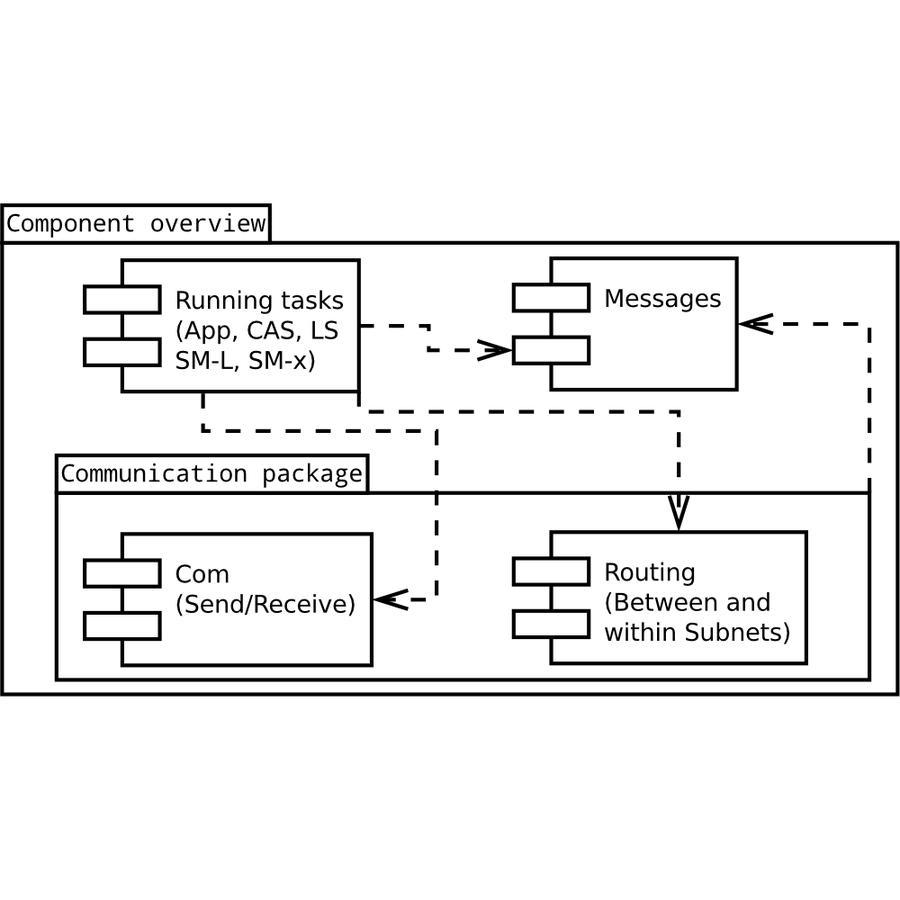 Component overview
Running tasks
(App, CAS, LS
SM-L, SM-x)
Messages
Communication package
Com
(Send/Receive)
Routing
(Between and
within Subnets)